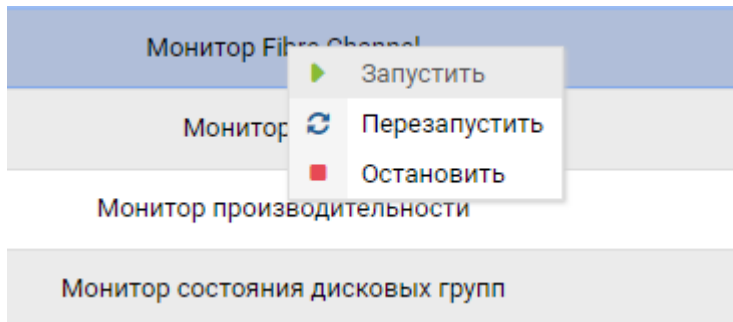 Монитор Fibre Channel
Запустить
Монитор
Перезапустить
Остановить
Монитор производительности
Монитор состояния дисковых групп